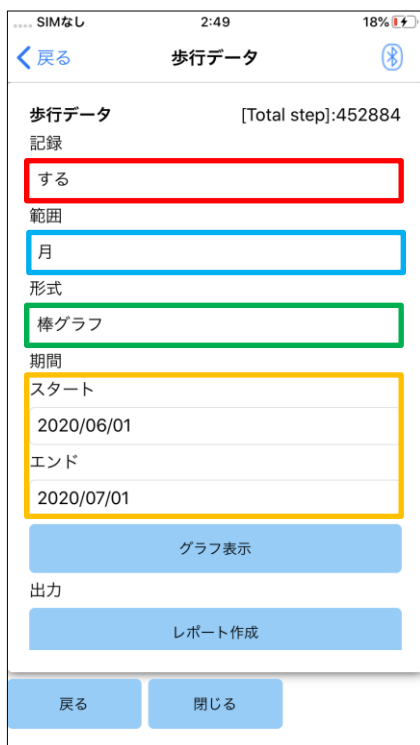 SIMなし 2:49 18%
戻る 歩行データ
歩行データ [Total step]:452884
記録
する
範囲
月
形式
棒グラフ
期間
スタート
2020/06/01
エンド
2020/07/01
グラフ表示
出力
レポート作成
戻る 閉じる